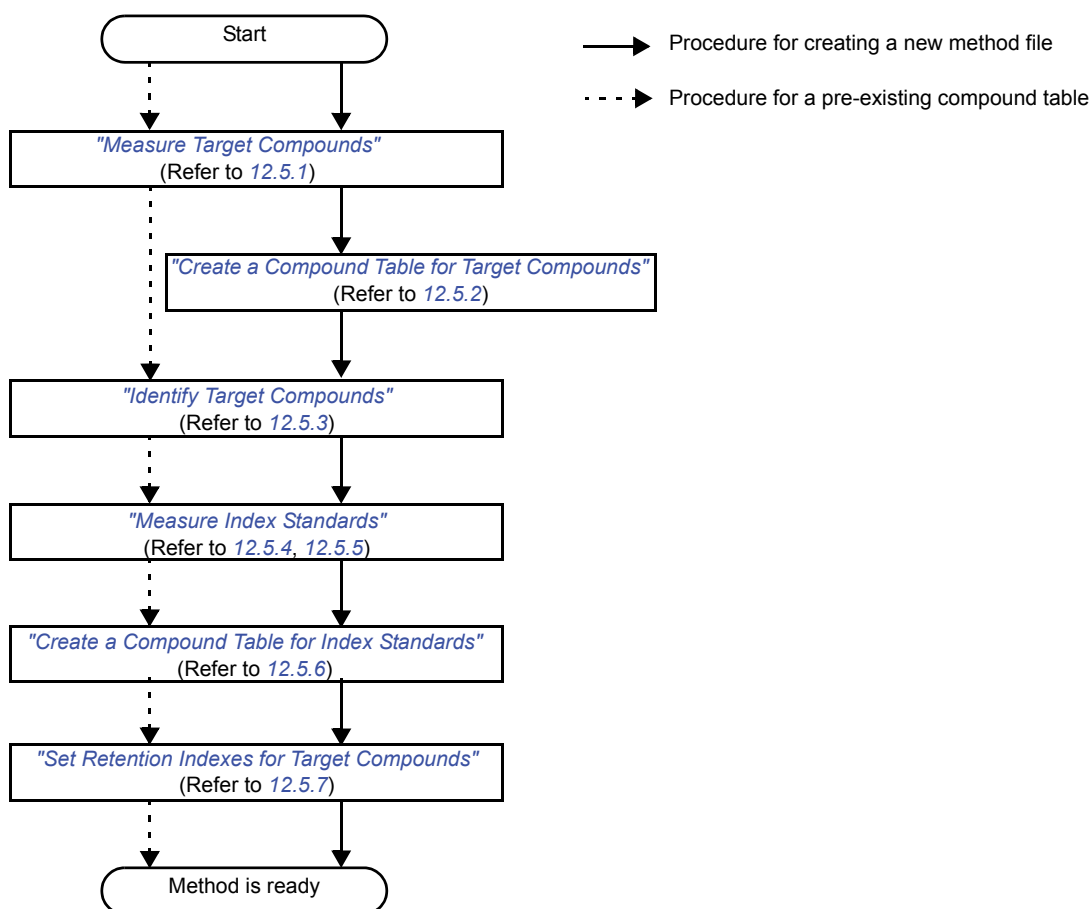 Start
Procedure for creating a new method file
Procedure for a pre-existing compound table
"Measure Target Compounds"
(Refer to 12.5.1)
"Create a Compound Table for Target Compounds"
(Refer to 12.5.2)
"Identify Target Compounds"
(Refer to 12.5.3)
"Measure Index Standards"
(Refer to 12.5.4, 12.5.5)
"Create a Compound Table for Index Standards"
(Refer to 12.5.6)
"Set Retention Indexes for Target Compounds"
(Refer to 12.5.7)
Method is ready